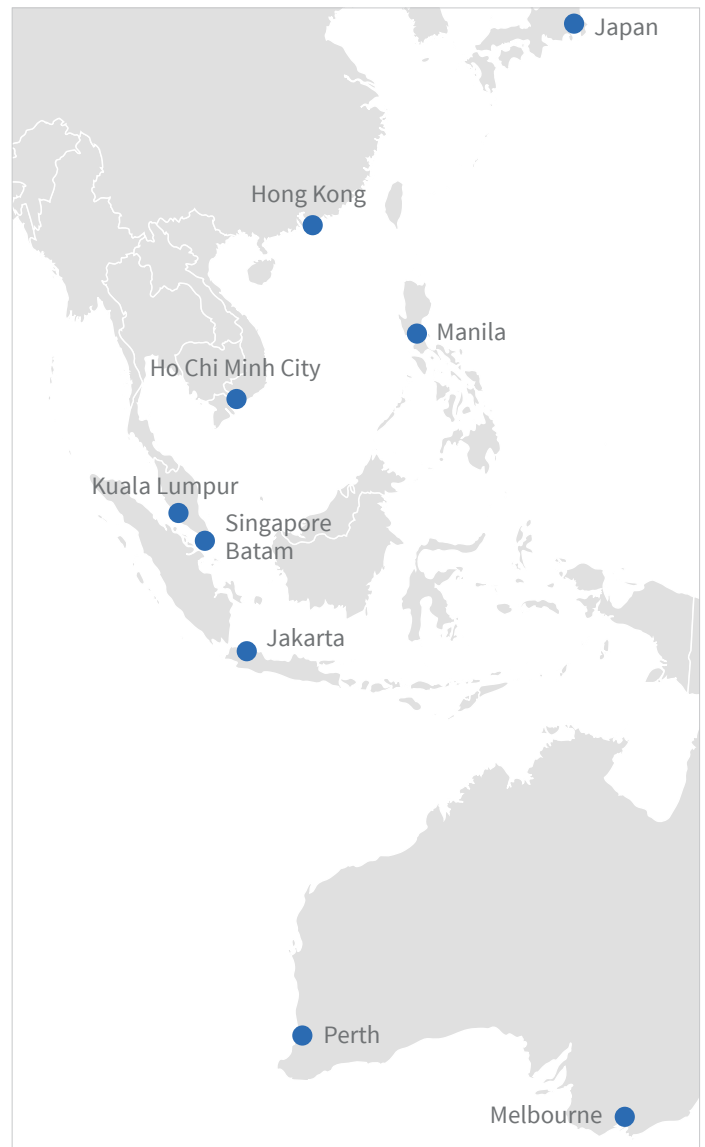 Japan
Hong Kong
Manila
Ho Chi Minh City
Kuala Lumpur
Singapore
Batam
Jakarta
Perth
Melbourne